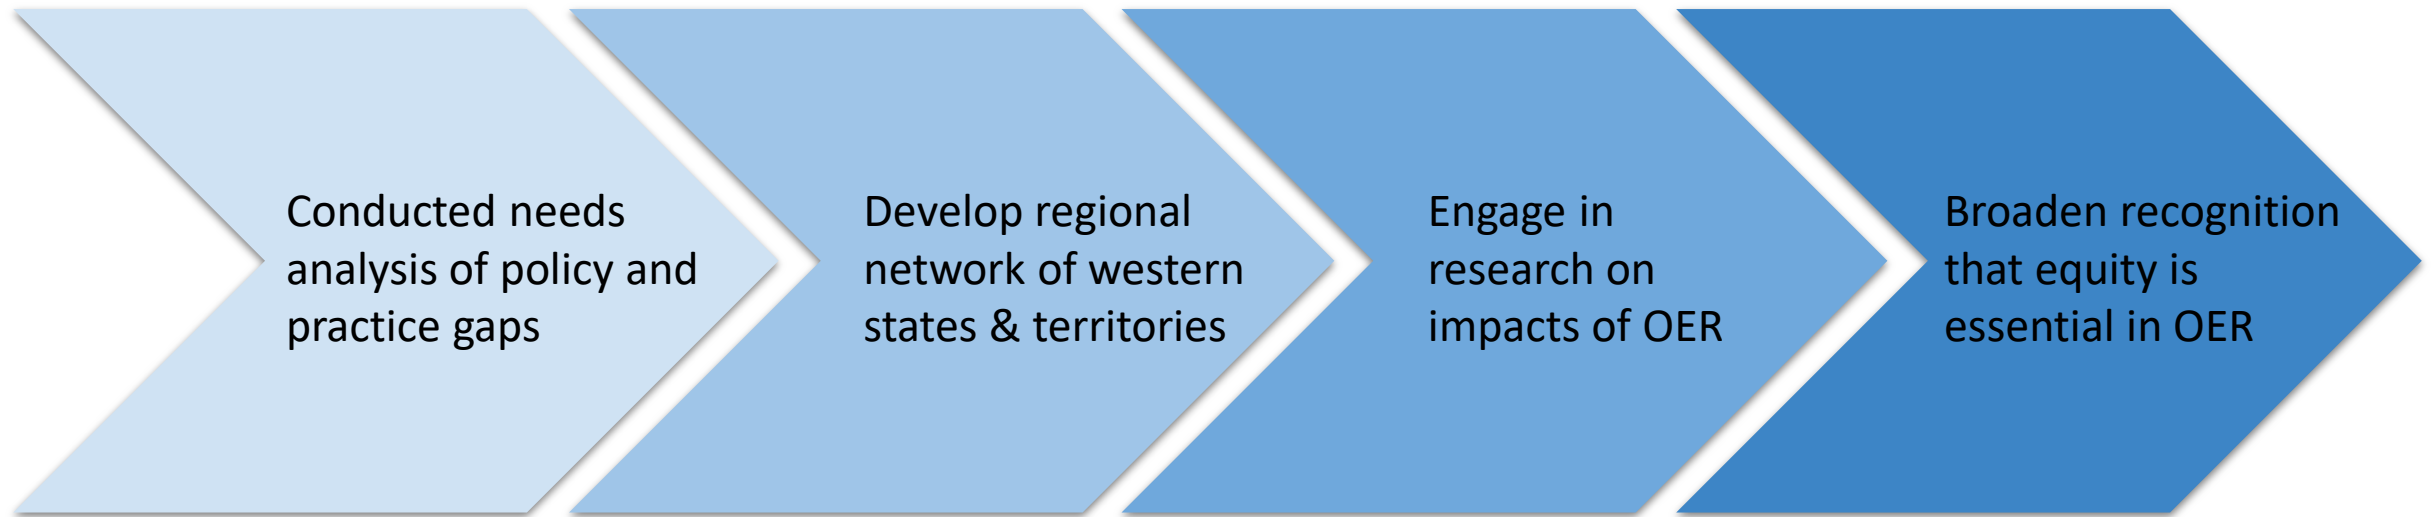 Conducted needs
analysis of policy and
practice gaps
Develop regional
network of western
states & territories
Engage in
research on
impacts of OER
Broaden recognition
that equity is
essential in OER